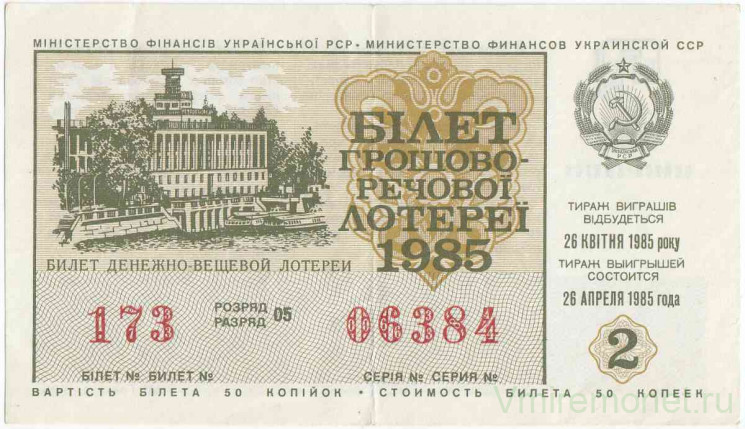 МІНІСТЕРСТВО ФІНАНСІВ УКРАЇНСЬКОЇ РСР • МИНИСТЕРСТВО ФИНАНСОВ УКРАИНСКОЙ ССР
БІЛЕТ
ГРОШОВО-
РЕЧОВОЇ
ЛОТЕРЕЇ
1985
БИЛЕТ ДЕНЕЖНО-ВЕЩЕВОЙ ЛОТЕРЕИ
ТИРАЖ ВИГРАШІВ
ВІДБУДЕТЬСЯ
26 КВІТНЯ 1985 року
ТИРАЖ ВЫИГРЫШЕЙ
СОСТОИТСЯ
26 АПРЕЛЯ 1985 года
2
173
РОЗРЯД
РАЗРЯД 05
06384
БІЛЕТ № БИЛЕТ №
СЕРІЯ № СЕРИЯ №
ВАРТІСТЬ БІЛЕТА 50 КОПІЙОК • СТОИМОСТЬ БИЛЕТА 50 КОПЕЕК
Vmiremonet.ru